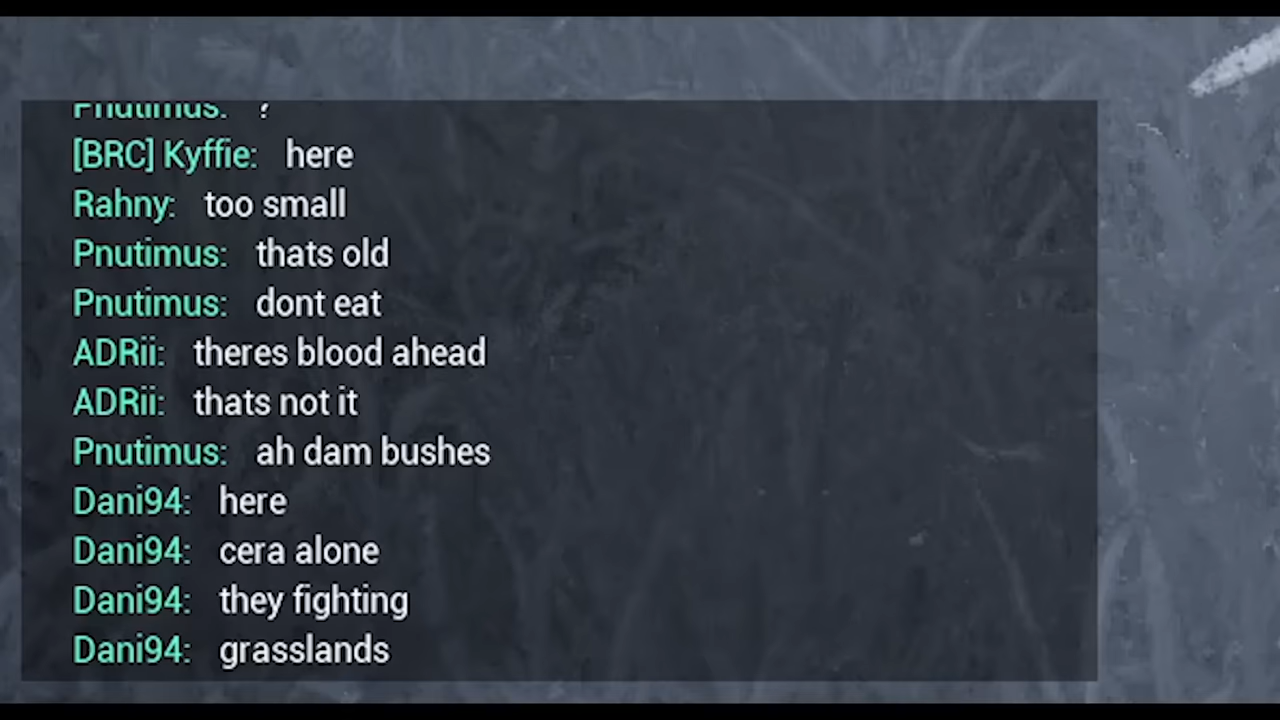 Pnutimus: ?
[BRC] Kyffie: here
Rahny: too small
Pnutimus: thats old
Pnutimus: dont eat
ADRii: theres blood ahead
ADRii: thats not it
Pnutimus: ah dam bushes
Dani94: here
Dani94: cera alone
Dani94: they fighting
Dani94: grasslands